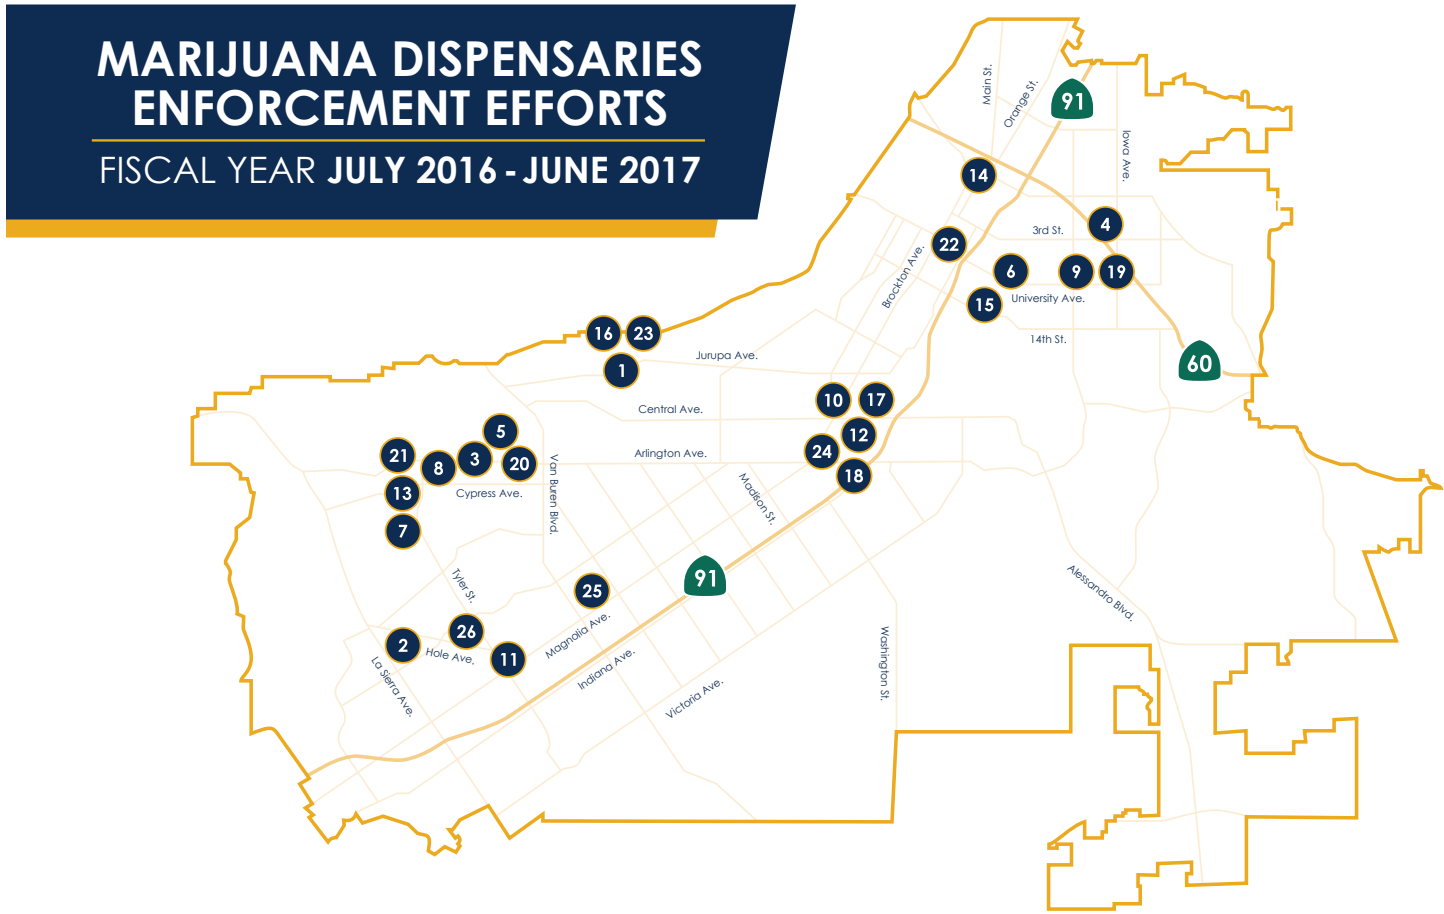 MARIJUANA DISPENSARIES
ENFORCEMENT EFFORTS
FISCAL YEAR JULY 2016 - JUNE 2017
Main St.
Orange St.
91
Iowa Ave.
14
4
3rd St.
22
Brockton Ave.
6
9
19
University Ave.
15
14th St.
60
16
23
1
Jurupa Ave.
Central Ave.
10
17
12
24
18
Arlington Ave.
Madison St.
5
21
8
3
20
Cypress Ave.
13
7
Van Buren Blvd.
Tyler St.
91
25
Magnolia Ave.
Indiana Ave.
Victoria Ave.
26
2
Hole Ave.
11
La Sierra Ave.
Washington St.
Alessandro Blvd.